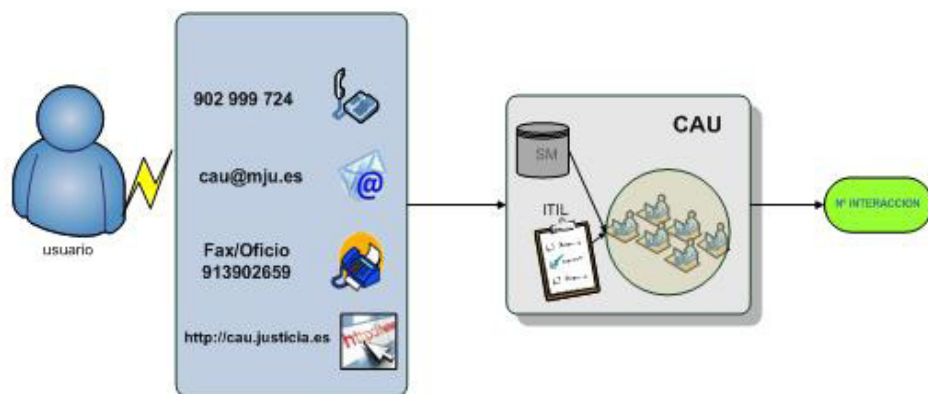 usuario
902 999 724
cau@mju.es
Fax/Oficio
913902659
http://cau.justicia.es
CAU
SM
ITIL
Nº INTERACCION